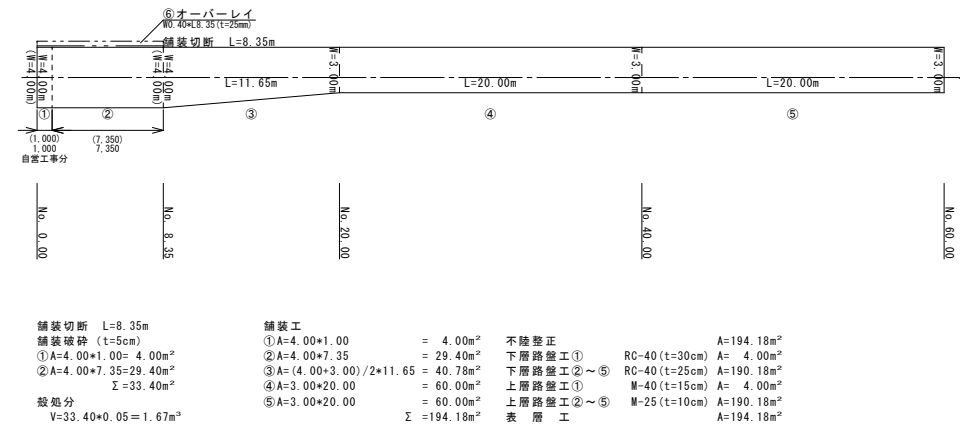 ⑥オーバーレイ
W0.40*L8.35(t=25mm)
舗装切断 L=8.35m
(W=4.00m)
W=4.00m
(W=4.00m)
W=4.00m
W=3.00m
W=3.00m
W=3.00m
L=11.65m
L=20.00m
L=20.00m
① ② ③ ④ ⑤
(1,000) (7,350)
1,000 7,350
自営工事分
No. 0.00
No. 8.35
No. 20.00
No. 40.00
No. 60.00
舗装切断 L=8.35m
舗装破砕 (t=5cm)
①A=4.00*1.00= 4.00m²
②A=4.00*7.35=29.40m²
Σ=33.40m²
殻処分
V=33.40*0.05=1.67m³
舗装工
①A=4.00*1.00 = 4.00m²
②A=4.00*7.35 = 29.40m²
③A=(4.00+3.00)/2*11.65 = 40.78m²
④A=3.00*20.00 = 60.00m²
⑤A=3.00*20.00 = 60.00m²
Σ =194.18m²
不陸整正 A=194.18m²
下層路盤工① RC-40(t=30cm) A= 4.00m²
下層路盤工②～⑤ RC-40(t=25cm) A=190.18m²
上層路盤工① M-40(t=15cm) A= 4.00m²
上層路盤工②～⑤ M-25(t=10cm) A=190.18m²
表 層 工 A=194.18m²